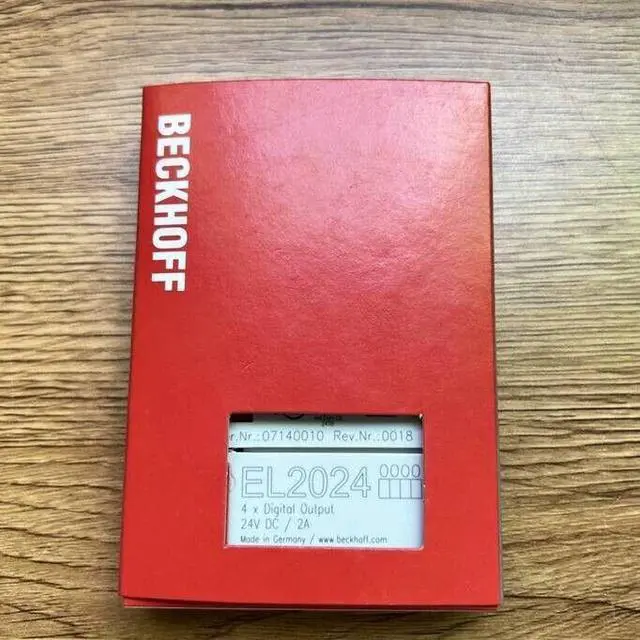 BECKHOFF
r.Nr.:07140010 Rev.Nr.:0018
EL2024
4 x Digital Output
24V DC / 2A
Made in Germany / www.beckhoff.com